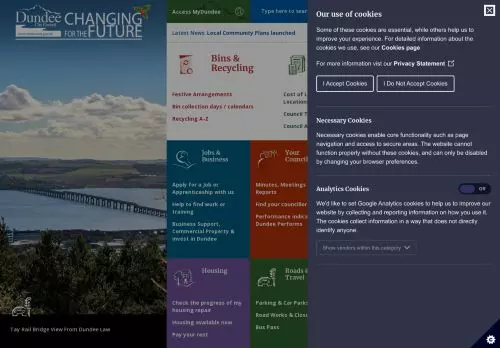 Dundee
City Council
CHANGING
FOR THE FUTURE
Access MyDundee
Type here to search
Latest News Local Community Plans launched
Bins &
Recycling
Festive Arrangements
Bin collection days / calendars
Recycling A-Z
Cost of L
Location
Council T
Council A
Jobs &
Business
Apply for a Job or
Apprenticeship with us
Help to find work or
training
Business Support,
Commercial Property &
Invest in Dundee
Your
Council
Minutes, Meetings
Reports
Find your councillor
Performance indic
Dundee Performs
Housing
Check the progress of my
housing repair
Housing available now
Pay your rent
Roads
Travel
Parking & Car Parks
Road Works & Closu
Bus Pass
Tay Rail Bridge View From Dundee Law
Our use of cookies
Some of these cookies are essential, while others help us to
improve your experience. For detailed information about the
cookies we use, see our Cookies page
For more information vist our Privacy Statement
I Accept Cookies
I Do Not Accept Cookies
Necessary Cookies
Necessary cookies enable core functionality such as page
navigation and access to secure areas. The website cannot
function properly without these cookies, and can only be disabled
by changing your browser preferences.
Analytics Cookies
Off
We'd like to set Google Analytics cookies to help us to improve our
website by collecting and reporting information on how you use it.
The cookies collect information in a way that does not directly
identify anyone.
Show vendors within this category